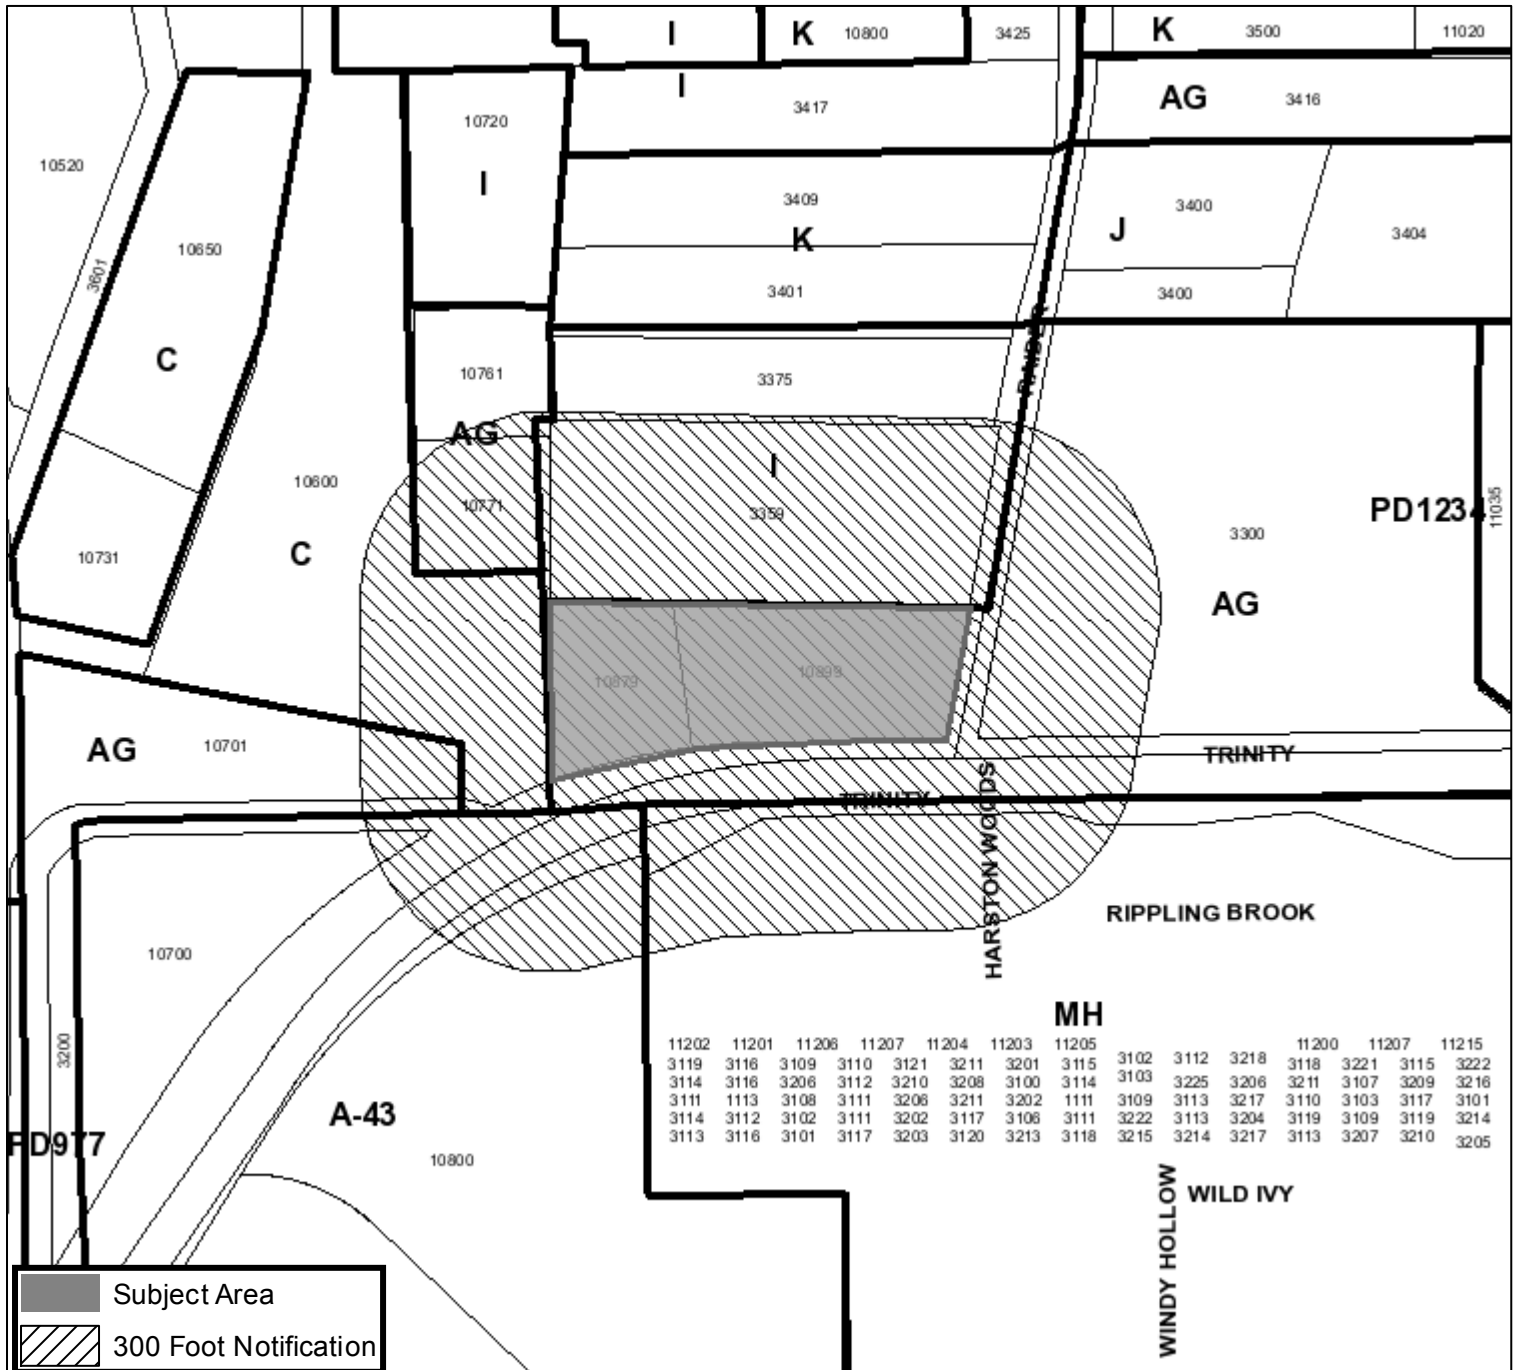 I K 10800 3425 K 3500 11020
I
3417 AG 3416
10720
10520
I
3409 3400
K J 3404
10650
3601
3401 3400
RAIDER
C
10761 3375
AG
I
10600
10771 3359
PD1234 11035
3300
10731 C
AG
10879 10899
AG 10701
TRINITY
TRINITY
HARSTON WOODS
RIPPLING BROOK
10700
MH
3200
11202 11201 11206 11207 11204 11203 11205 11200 11207 11215
3119 3116 3109 3110 3121 3211 3201 3115 3102 3112 3218 3118 3221 3115 3222
3114 3116 3206 3112 3210 3208 3100 3114 3103 3225 3206 3211 3107 3209 3216
3111 1113 3108 3111 3206 3211 3202 1111 3109 3113 3217 3110 3103 3117 3101
3114 3112 3102 3111 3202 3117 3106 3111 3222 3113 3204 3119 3109 3119 3214
3113 3116 3101 3117 3203 3120 3213 3118 3215 3214 3217 3113 3207 3210 3205
A-43
PD977
10800
WILD IVY
WINDY HOLLOW
Subject Area
300 Foot Notification